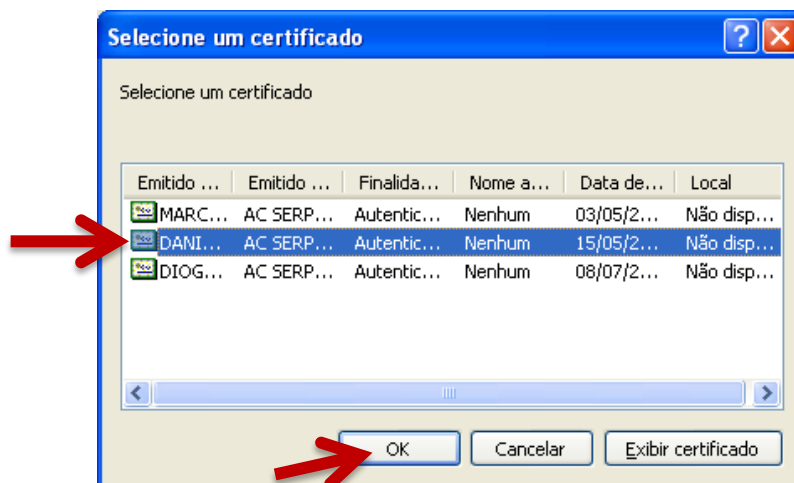 Selecione um certificado
Selecione um certificado
Emitido ... Emitido ... Finalida... Nome a... Data de... Local
MARC... AC SERP... Autentic... Nenhum 03/05/2... Não disp...
DANI... AC SERP... Autentic... Nenhum 15/05/2... Não disp...
DIOG... AC SERP... Autentic... Nenhum 08/07/2... Não disp...
OK Cancelar Exibir certificado